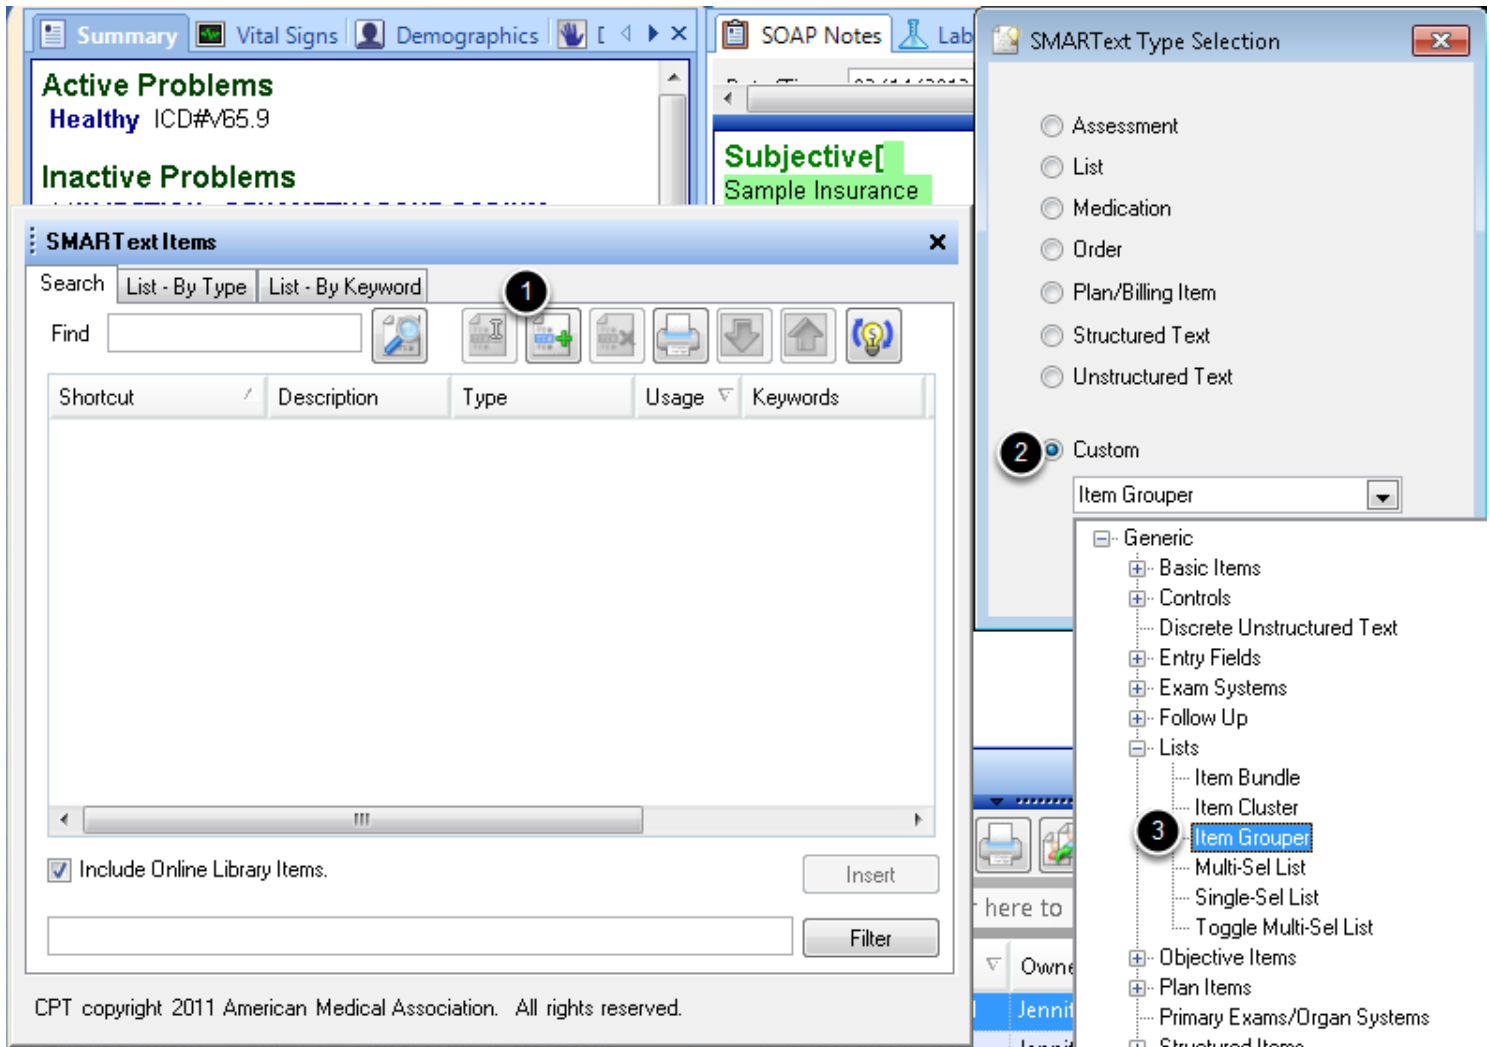 Summary Vital Signs Demographics
Active Problems
Healthy ICD#V65.9
Inactive Problems
SOAP Notes Lab
Subjective[
Sample Insurance
SMARText Items
Search List - By Type List - By Keyword
1
Find
Shortcut Description Type Usage Keywords
Include Online Library Items.
Insert
Filter
CPT copyright 2011 American Medical Association. All rights reserved.
SMARText Type Selection
Assessment
List
Medication
Order
Plan/Billing Item
Structured Text
Unstructured Text
2 Custom
Item Grouper
Generic
Basic Items
Controls
Discrete Unstructured Text
Entry Fields
Exam Systems
Follow Up
Lists
Item Bundle
Item Cluster
3 Item Grouper
Multi-Sel List
Single-Sel List
Toggle Multi-Sel List
Objective Items
Plan Items
Primary Exams/Organ Systems
Structured Items
here to
Owne
Jennif